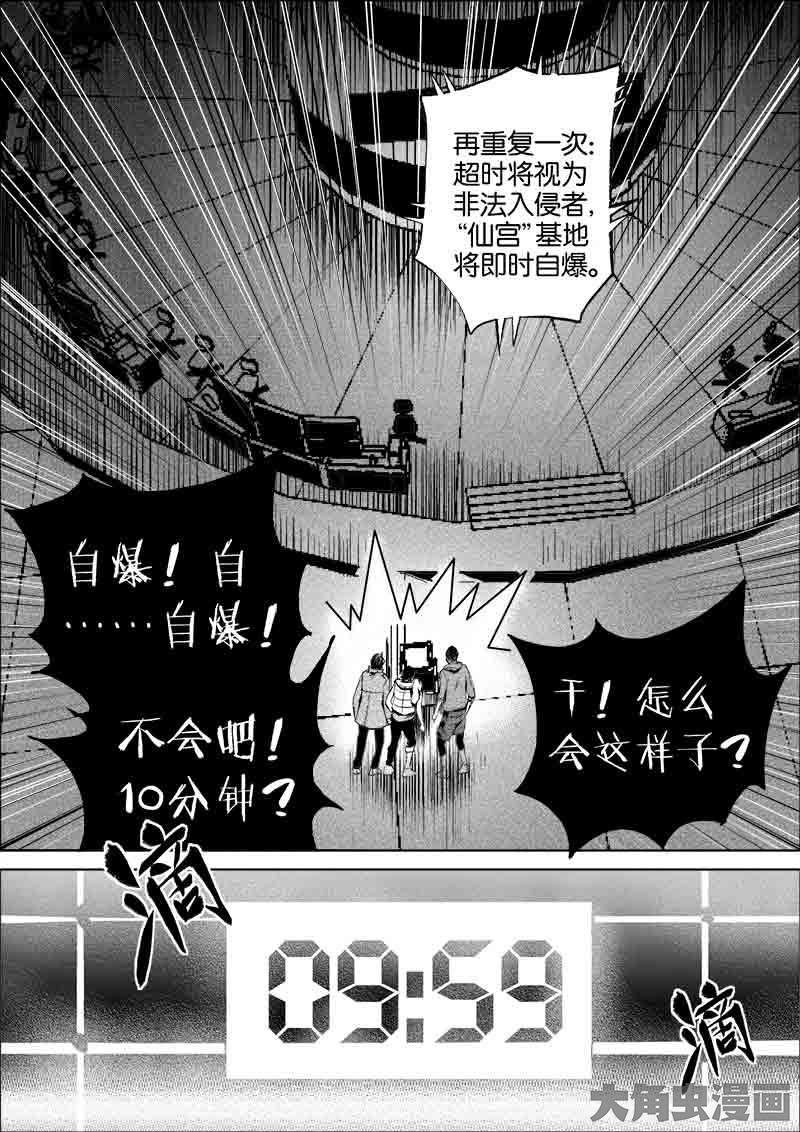 再重复一次：
超时将视为
非法入侵者，
“仙宫”基地
将即时自爆。
自爆！自
……自爆！
不会吧！
10分钟？
干！怎么
会这样子？
滴
09:59
滴
大角虫漫画